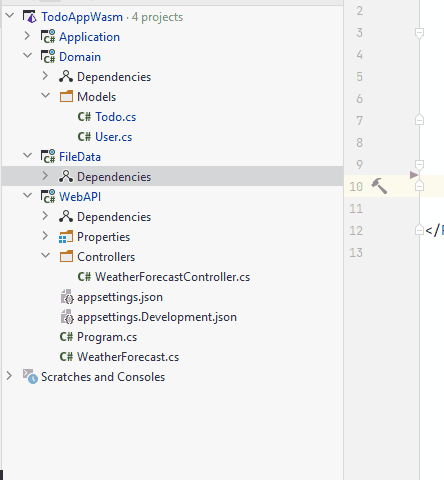 TodoAppWasm · 4 projects
Application
Domain
Dependencies
Models
C# Todo.cs
C# User.cs
FileData
Dependencies
WebAPI
Dependencies
Properties
Controllers
C# WeatherForecastController.cs
appsettings.json
appsettings.Development.json
C# Program.cs
C# WeatherForecast.cs
Scratches and Consoles
2
3
4
5
6
7
8
9
10
11
12 </P
13